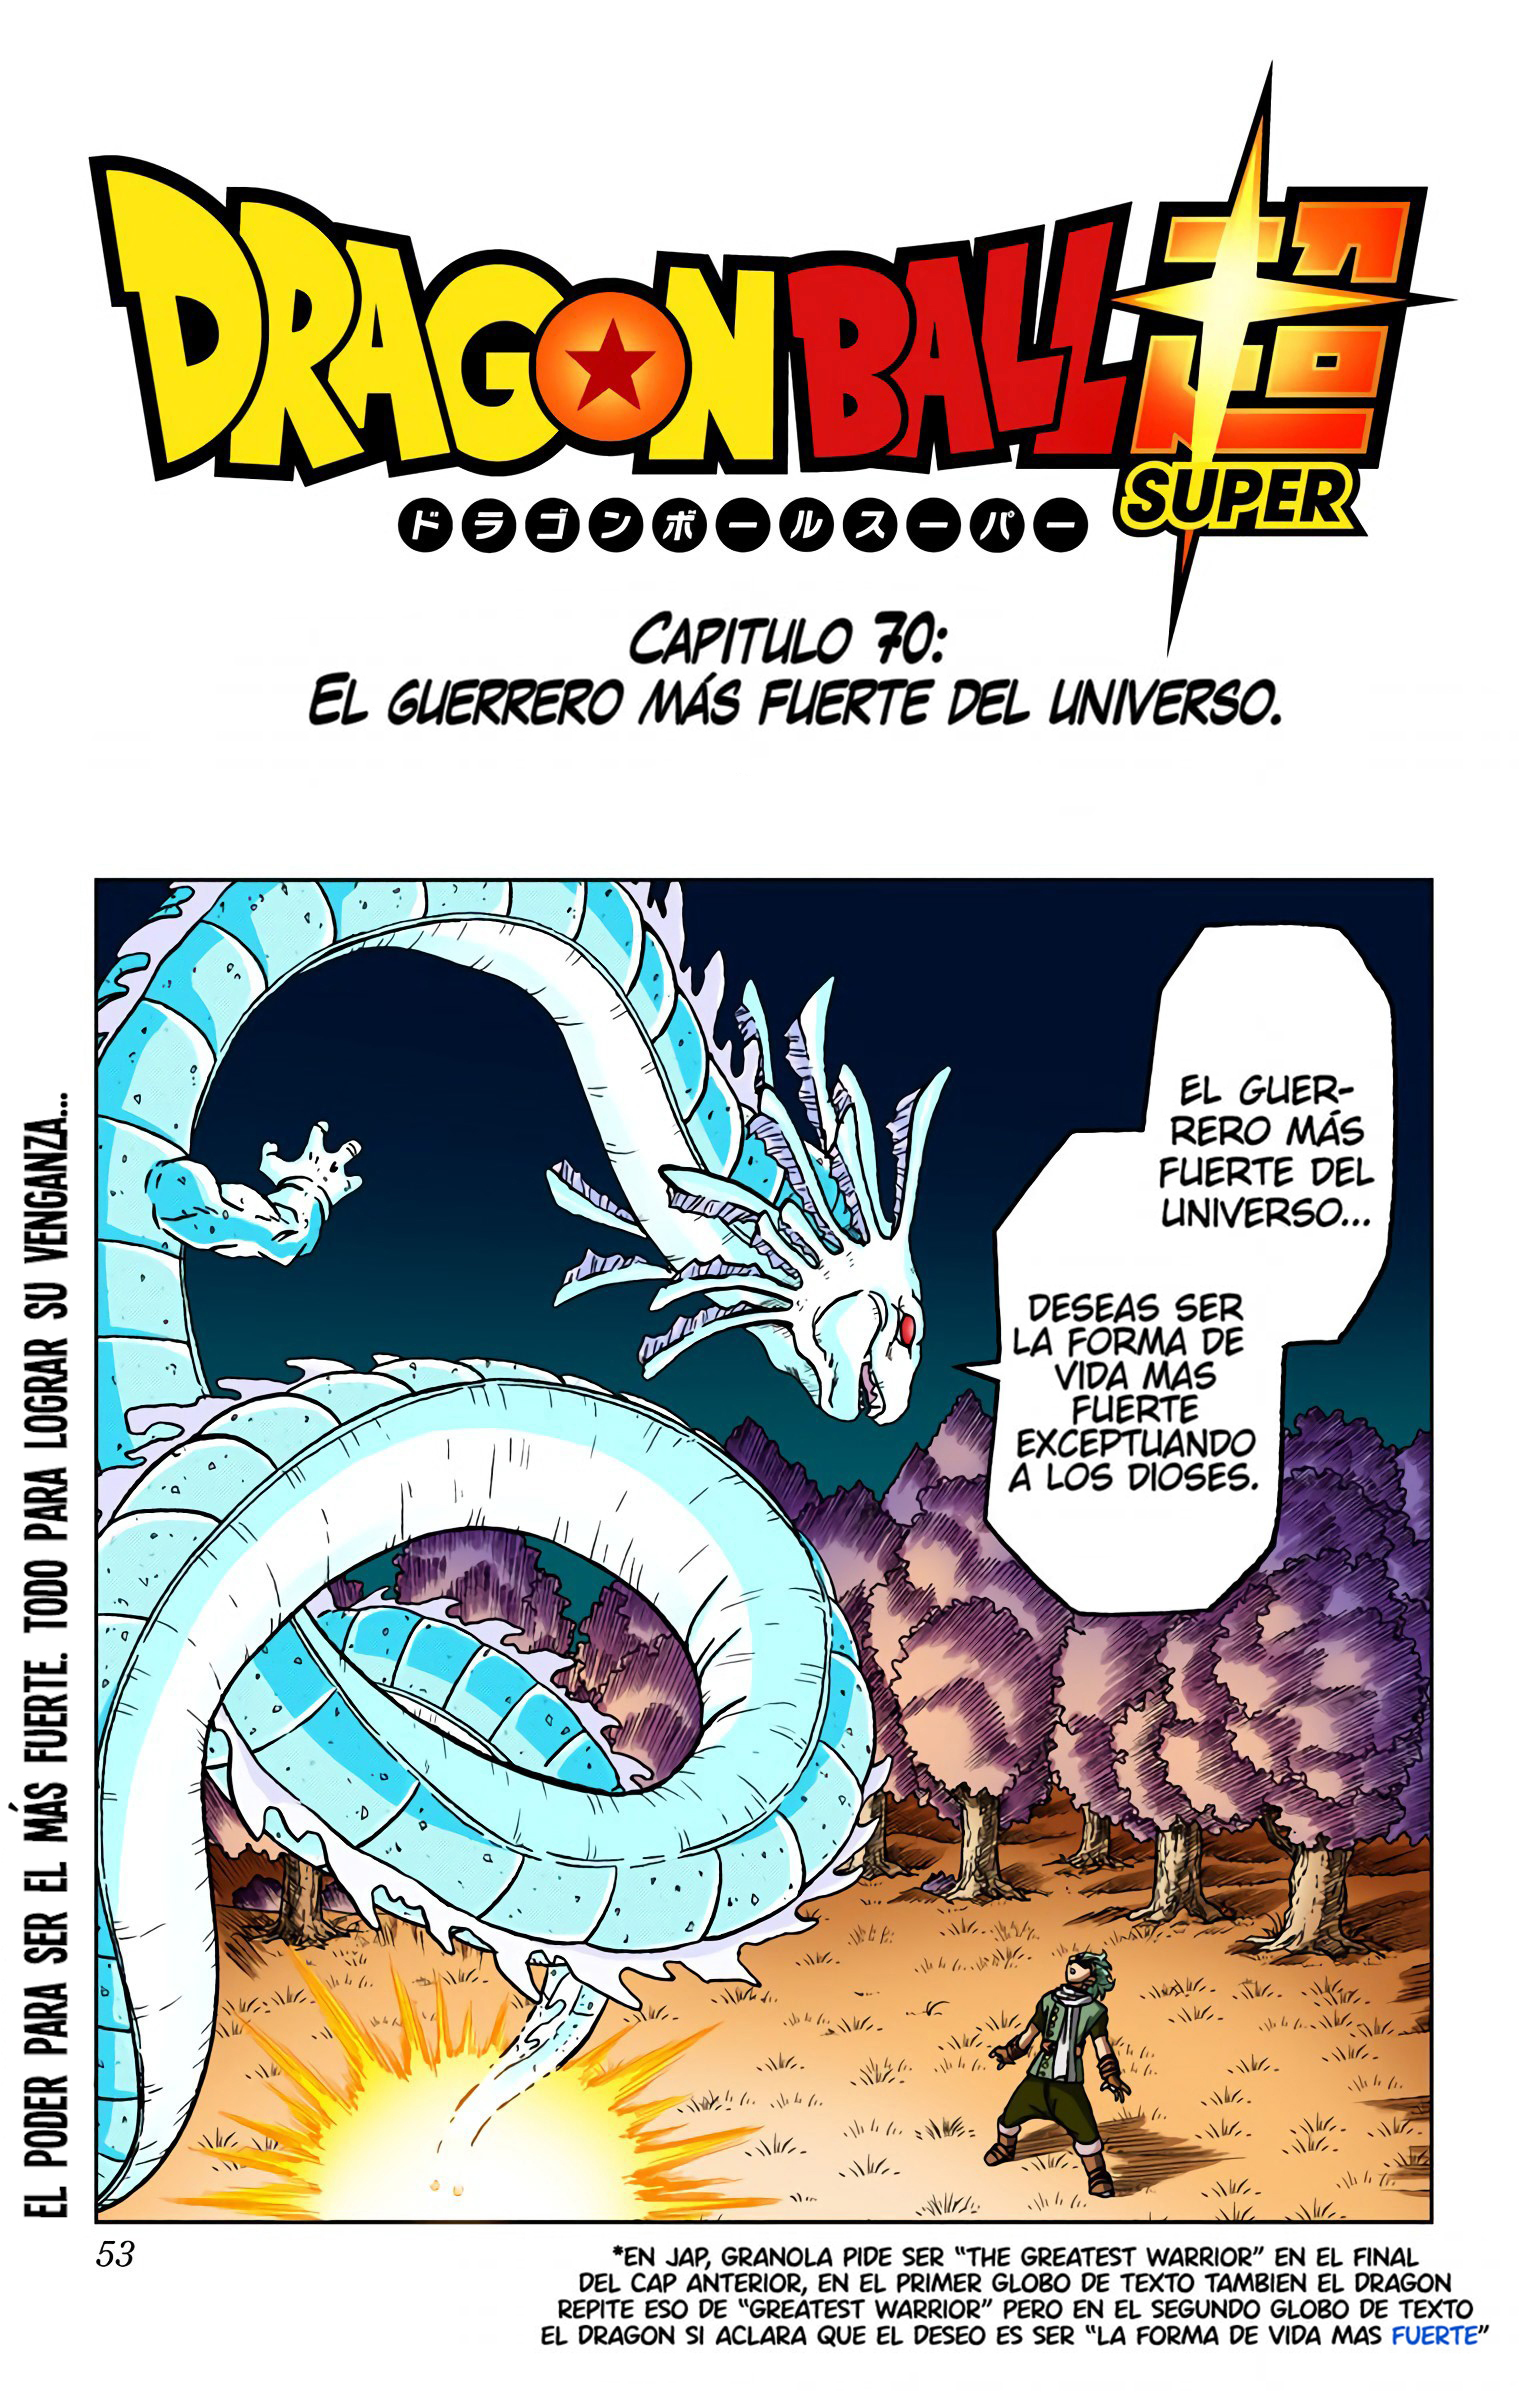 DRAGON BALL 超
SUPER
ドラゴンボールスーパー
CAPITULO 70:
EL GUERRERO MÁS FUERTE DEL UNIVERSO.
EL GUER-
RERO MÁS
FUERTE DEL
UNIVERSO...
DESEAS SER
LA FORMA DE
VIDA MAS
FUERTE
EXCEPTUANDO
A LOS DIOSES.
EL PODER PARA SER EL MÁS FUERTE. TODO PARA LOGRAR SU VENGANZA...
53
*EN JAP, GRANOLA PIDE SER "THE GREATEST WARRIOR" EN EL FINAL
DEL CAP ANTERIOR, EN EL PRIMER GLOBO DE TEXTO TAMBIEN EL DRAGON
REPITE ESO DE "GREATEST WARRIOR" PERO EN EL SEGUNDO GLOBO DE TEXTO
EL DRAGON SI ACLARA QUE EL DESEO ES SER "LA FORMA DE VIDA MAS FUERTE"